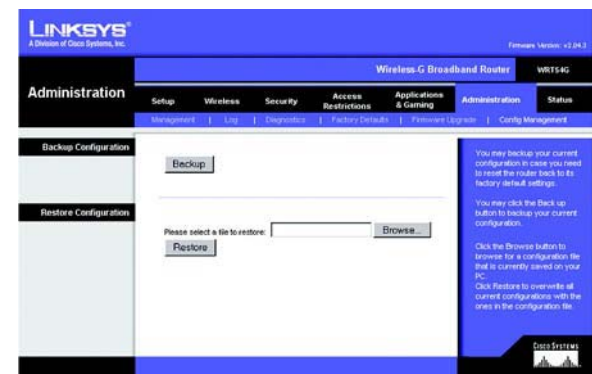 LINKSYS®
A Division of Cisco Systems, Inc.
Firmware Version: v2.04.3
Wireless-G Broadband Router WRT54G
Administration
Setup Wireless Security Access Restrictions Applications & Gaming Administration Status
Management | Log | Diagnostics | Factory Defaults | Firmware Upgrade | Config Management
Backup Configuration
Backup
Restore Configuration
Please select a file to restore: Browse...
Restore
You may backup your current
configuration in case you need
to reset the router back to its
factory default settings.
You may click the Back up
button to backup your current
configuration.
Click the Browse button to
browse for a configuration file
that is currently saved on your
PC.
Click Restore to overwrite all
current configurations with the
ones in the configuration file.
CISCO SYSTEMS